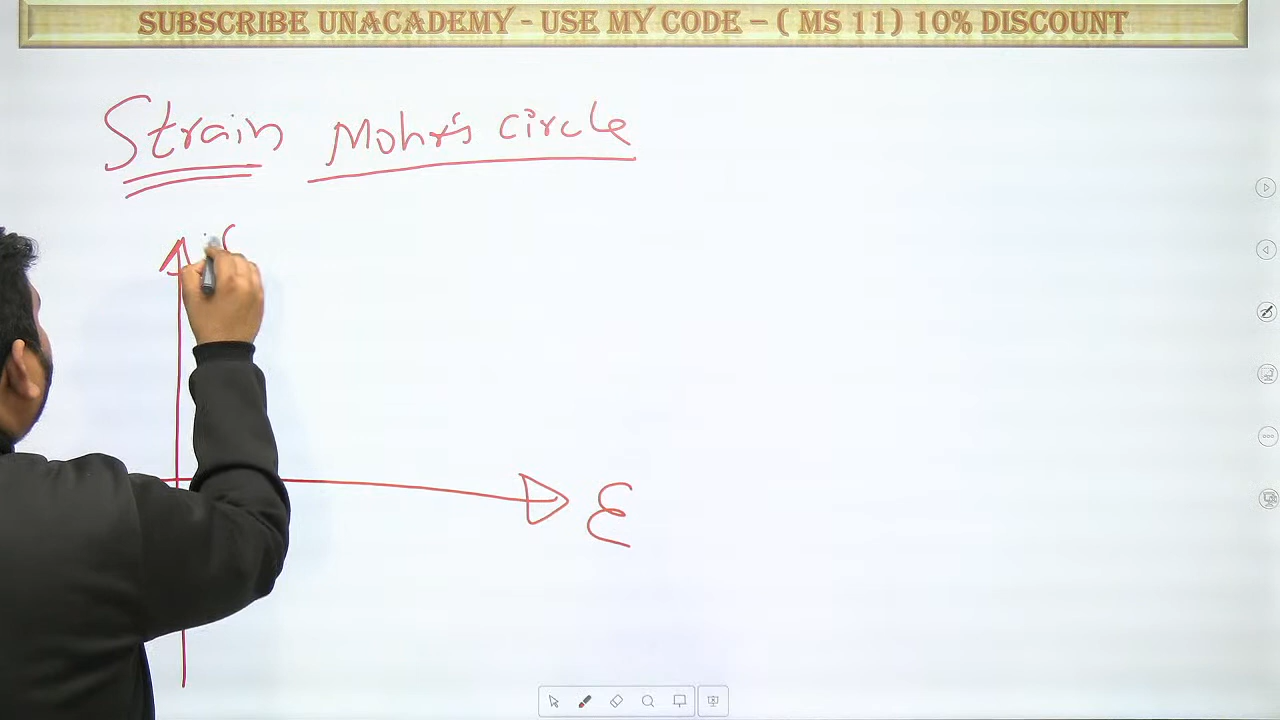 SUBSCRIBE UNACADEMY - USE MY CODE – ( MS 11) 10% DISCOUNT
Strain Mohr's circle
ε